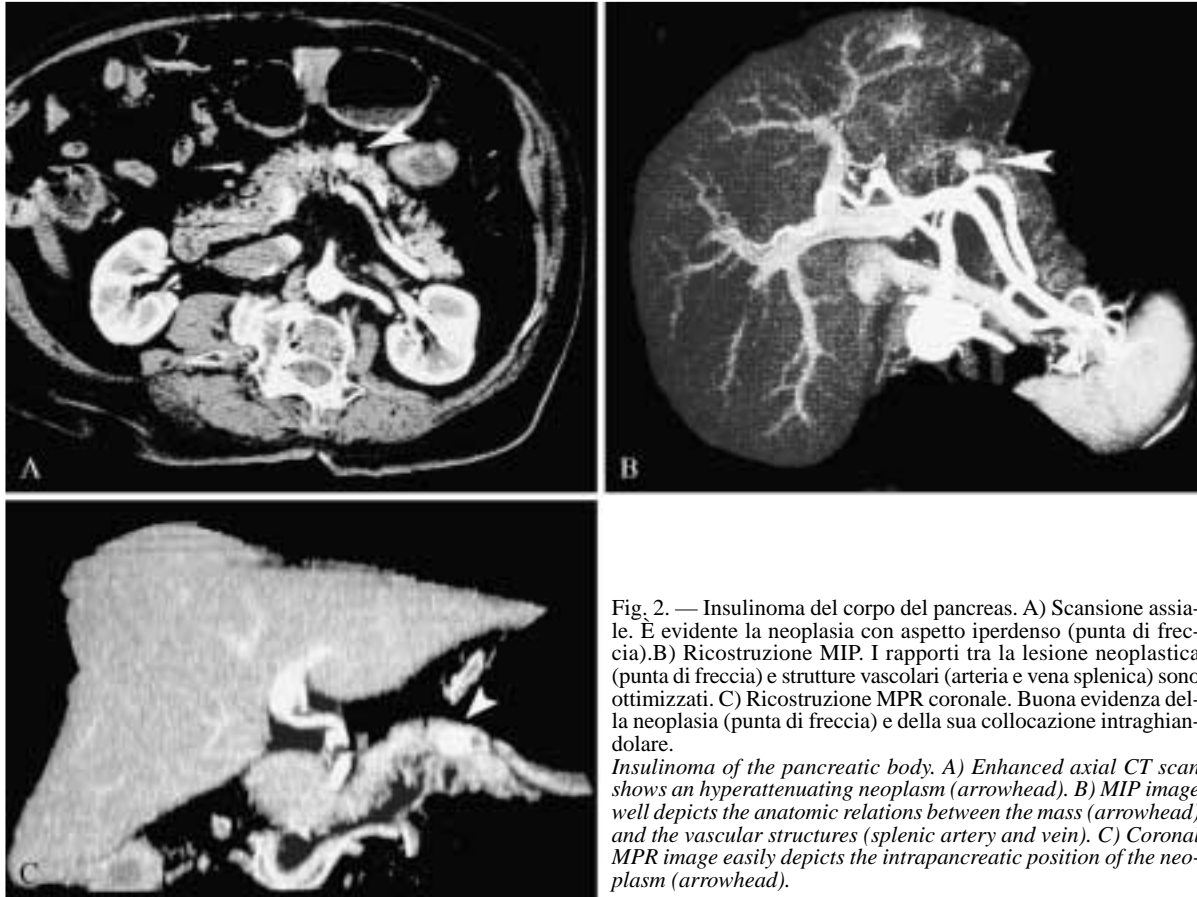 A
B
C
Fig. 2. — Insulinoma del corpo del pancreas. A) Scansione assia-
le. È evidente la neoplasia con aspetto iperdenso (punta di frec-
cia).B) Ricostruzione MIP. I rapporti tra la lesione neoplastica
(punta di freccia) e strutture vascolari (arteria e vena splenica) sono
ottimizzati. C) Ricostruzione MPR coronale. Buona evidenza del-
la neoplasia (punta di freccia) e della sua collocazione intraghian-
dolare.
Insulinoma of the pancreatic body. A) Enhanced axial CT scan
shows an hyperattenuating neoplasm (arrowhead). B) MIP image
well depicts the anatomic relations between the mass (arrowhead)
and the vascular structures (splenic artery and vein). C) Coronal
MPR image easily depicts the intrapancreatic position of the neo-
plasm (arrowhead).